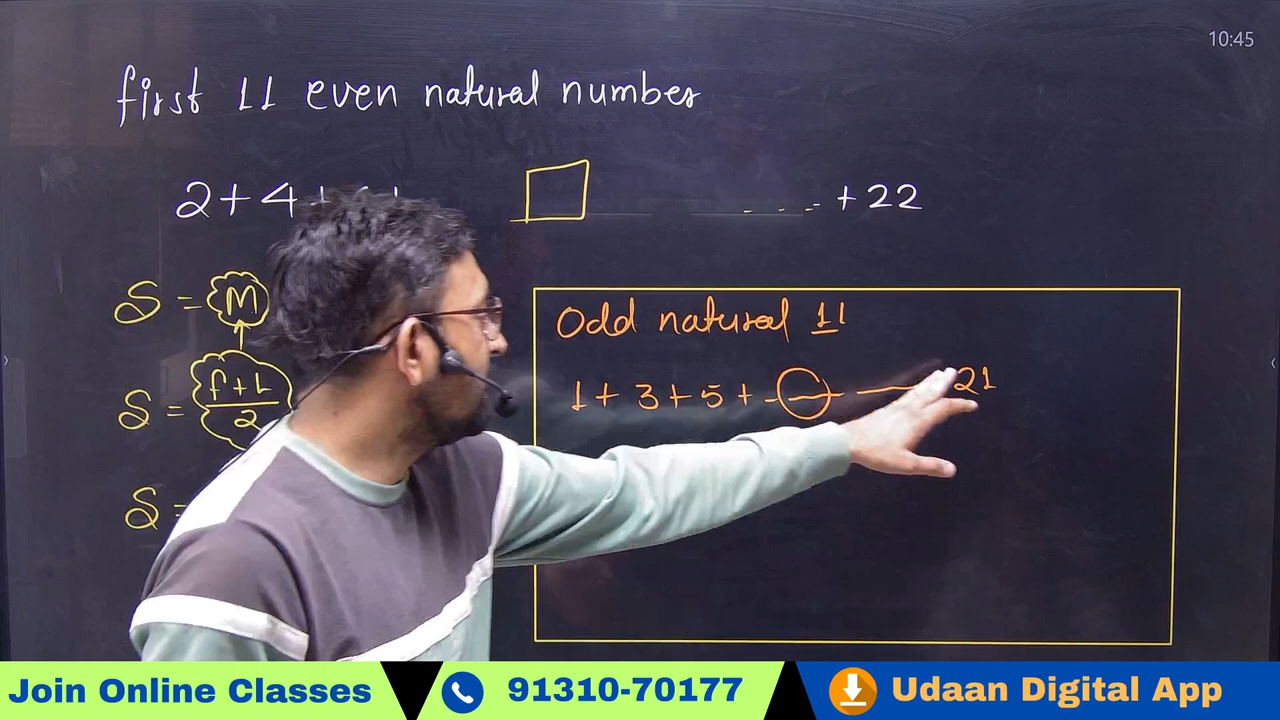 10:45
first 11 even natural number
2 + 4 + + 22
S = M
Odd natural 11
1 + 3 + 5 + 21
S = f + L / 2
S =
Join Online Classes 91310-70177 Udaan Digital App